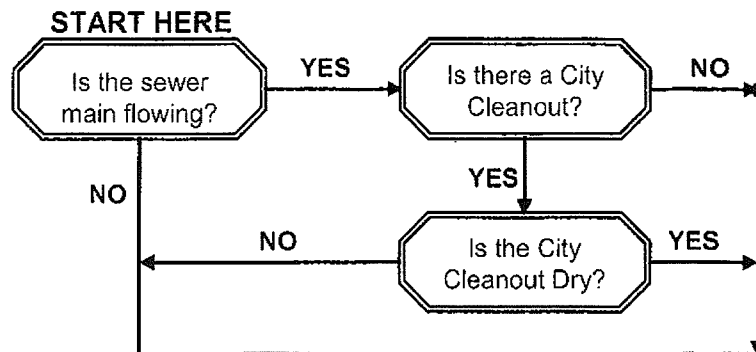 START HERE
Is the sewer
main flowing?
YES
Is there a City
Cleanout?
NO
NO
YES
NO
Is the City
Cleanout Dry?
YES